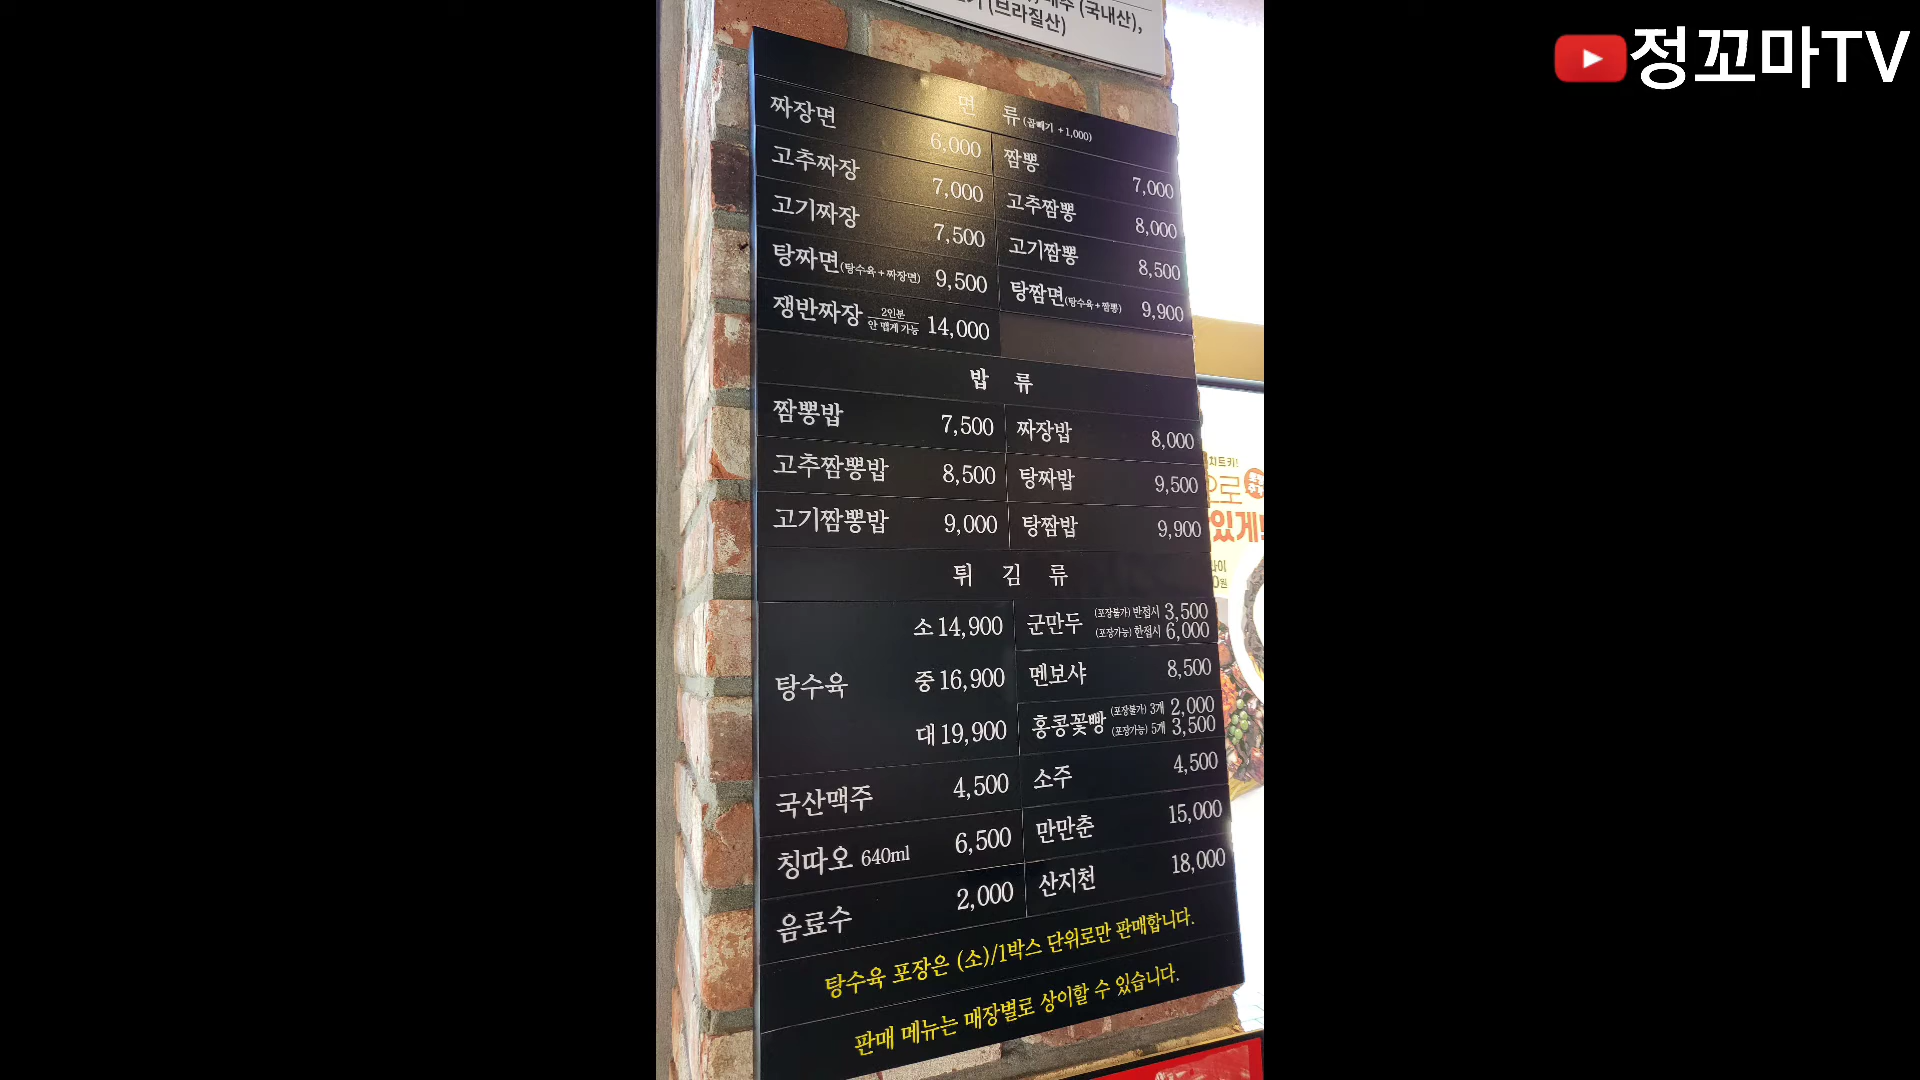 정꼬마TV
(국내산),
(브라질산)
면 류 (곱빼기 +1,000)
짜장면 6,000
짬뽕 7,000
고추짜장 7,000
고추짬뽕 8,000
고기짜장 7,500
고기짬뽕 8,500
탕짜면(탕수육+짜장면) 9,500
탕짬면(탕수육+짬뽕) 9,900
쟁반짜장 2인분 안 맵게 가능 14,000
밥 류
짬뽕밥 7,500
짜장밥 8,000
고추짬뽕밥 8,500
탕짜밥 9,500
고기짬뽕밥 9,000
탕짬밥 9,900
튀 김 류
탕수육
소 14,900
중 16,900
대 19,900
군만두 (포장불가) 반접시 3,500
(포장가능) 한접시 6,000
멘보샤 8,500
홍콩꽃빵 (포장불가) 3개 2,000
(포장가능) 5개 3,500
국산맥주 4,500
소주 4,500
칭따오 640ml 6,500
만만춘 15,000
음료수 2,000
산지천 18,000
탕수육 포장은 (소)/1박스 단위로만 판매합니다.
판매 메뉴는 매장별로 상이할 수 있습니다.
치트키!
으로
있게!